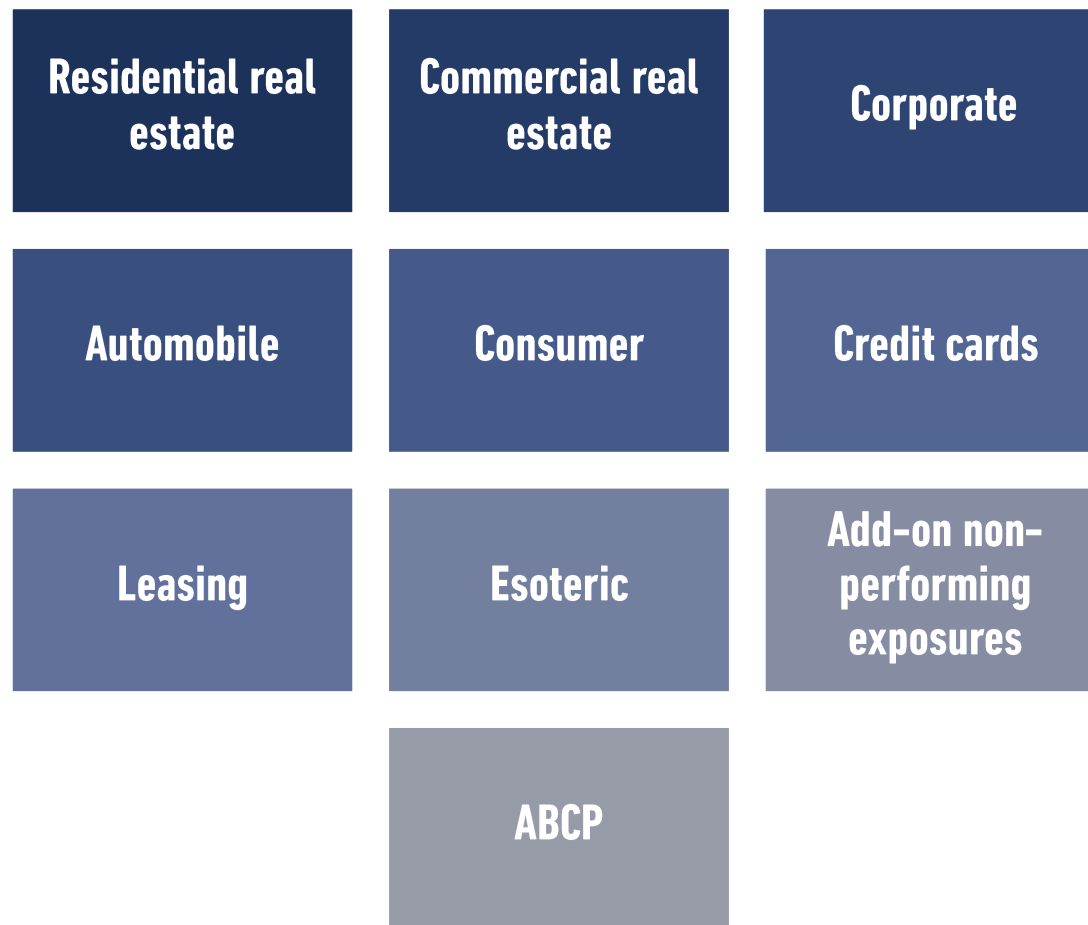 Residential real
estate
Commercial real
estate
Corporate
Automobile
Consumer
Credit cards
Leasing
Esoteric
Add-on non-
performing
exposures
ABCP